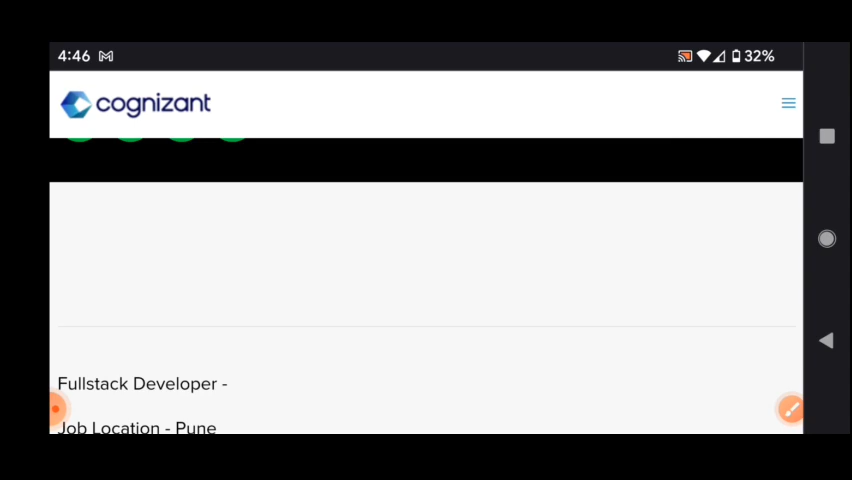 4:46
32%
cognizant
Fullstack Developer -
Job Location - Pune